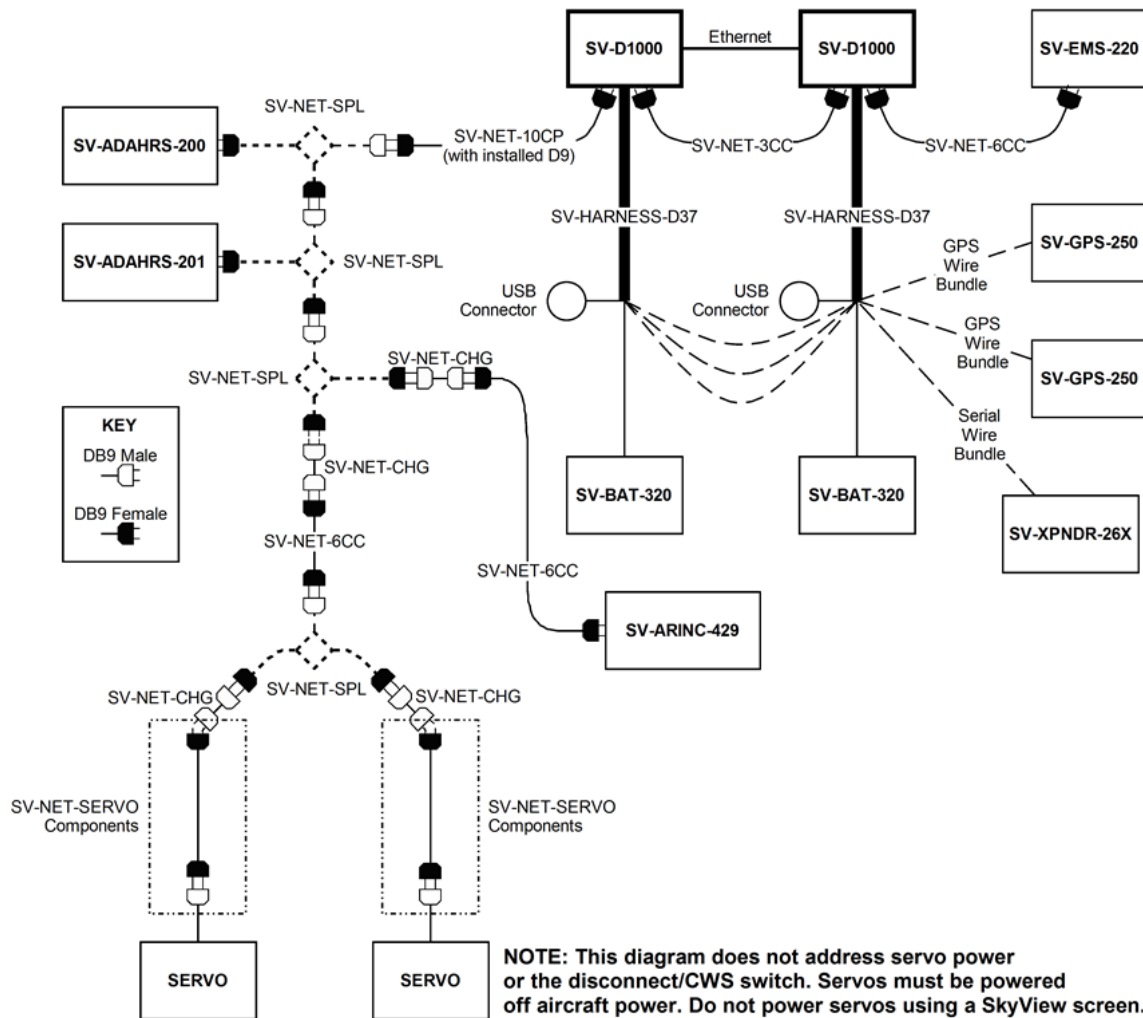 SV-D1000
Ethernet
SV-D1000
SV-EMS-220
SV-NET-SPL
SV-ADAHRS-200
SV-NET-10CP
(with installed D9)
SV-NET-3CC
SV-NET-6CC
SV-HARNESS-D37
SV-HARNESS-D37
SV-ADAHRS-201
SV-NET-SPL
GPS
Wire
Bundle
SV-GPS-250
USB
Connector
USB
Connector
GPS
Wire
Bundle
SV-GPS-250
SV-NET-CHG
SV-NET-SPL
Serial
Wire
Bundle
KEY
DB9 Male
DB9 Female
SV-NET-CHG
SV-BAT-320
SV-BAT-320
SV-XPNDR-26X
SV-NET-6CC
SV-NET-6CC
SV-ARINC-429
SV-NET-CHG
SV-NET-SPL
SV-NET-CHG
SV-NET-SERVO
Components
SV-NET-SERVO
Components
SERVO
SERVO
NOTE: This diagram does not address servo power
or the disconnect/CWS switch. Servos must be powered
off aircraft power. Do not power servos using a SkyView screen.